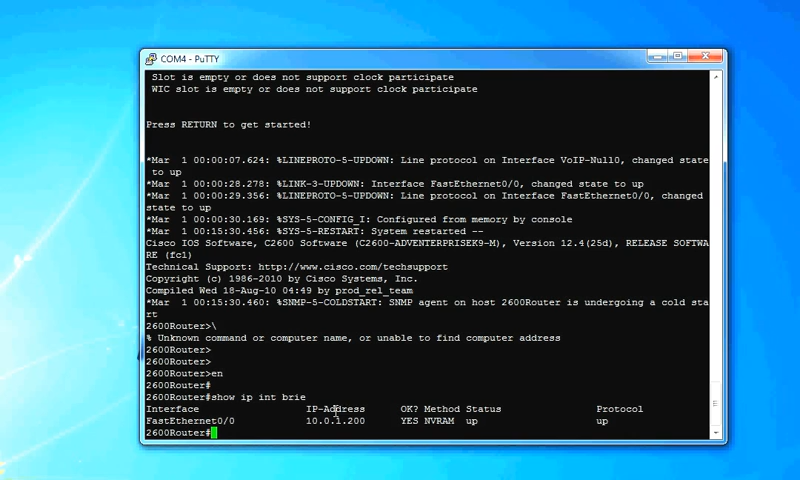 COM4 - PuTTY
Slot is empty or does not support clock participate
WIC slot is empty or does not support clock participate
Press RETURN to get started!
*Mar  1 00:00:07.624: %LINEPROTO-5-UPDOWN: Line protocol on Interface VoIP-Null0, changed state
to up
*Mar  1 00:00:28.278: %LINK-3-UPDOWN: Interface FastEthernet0/0, changed state to up
*Mar  1 00:00:29.356: %LINEPROTO-5-UPDOWN: Line protocol on Interface FastEthernet0/0, changed
state to up
*Mar  1 00:00:30.169: %SYS-5-CONFIG_I: Configured from memory by console
*Mar  1 00:15:30.456: %SYS-5-RESTART: System restarted --
Cisco IOS Software, C2600 Software (C2600-ADVENTERPRISEK9-M), Version 12.4(25d), RELEASE SOFTWA
RE (fc1)
Technical Support: http://www.cisco.com/techsupport
Copyright (c) 1986-2010 by Cisco Systems, Inc.
Compiled Wed 18-Aug-10 04:49 by prod_rel_team
*Mar  1 00:15:30.460: %SNMP-5-COLDSTART: SNMP agent on host 2600Router is undergoing a cold sta
rt
2600Router>\
% Unknown command or computer name, or unable to find computer address
2600Router>
2600Router>
2600Router>en
2600Router#
2600Router#show ip int brie
Interface IP-Address OK? Method Status Protocol
FastEthernet0/0 10.0.1.200 YES NVRAM up up
2600Router#